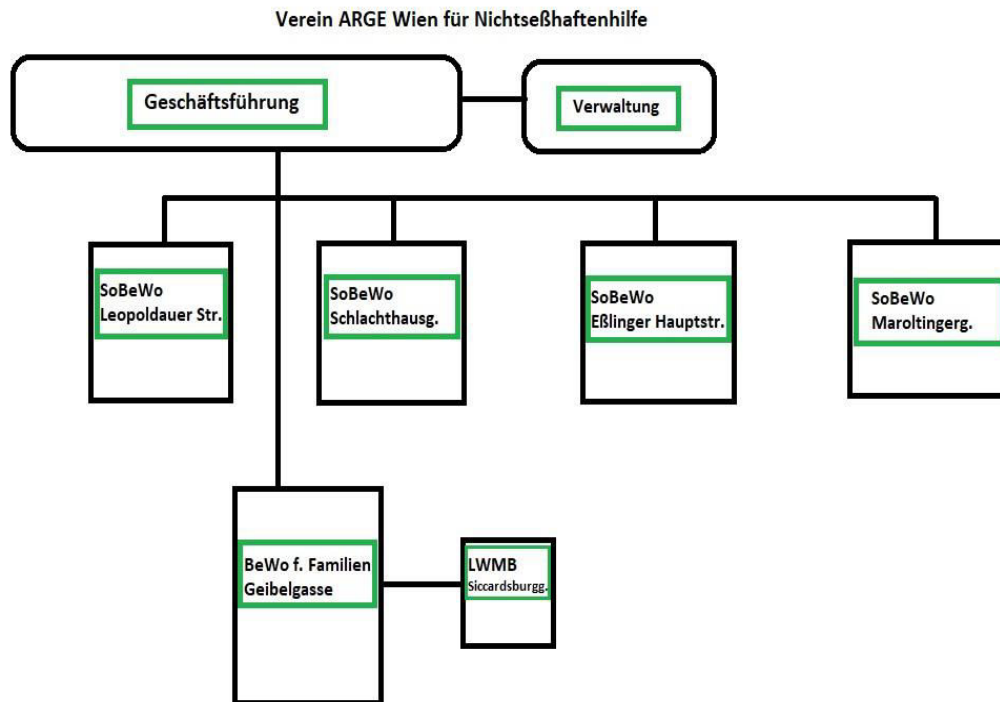 Verein ARGE Wien für Nichtseßhaftenhilfe
Geschäftsführung
Verwaltung
SoBeWo
Leopoldauer Str.
SoBeWo
Schlachthausg.
SoBeWo
Eßlinger Hauptstr.
SoBeWo
Maroltingerg.
BeWo f. Familien
Geibelgasse
LWMB
Siccardsburgg.